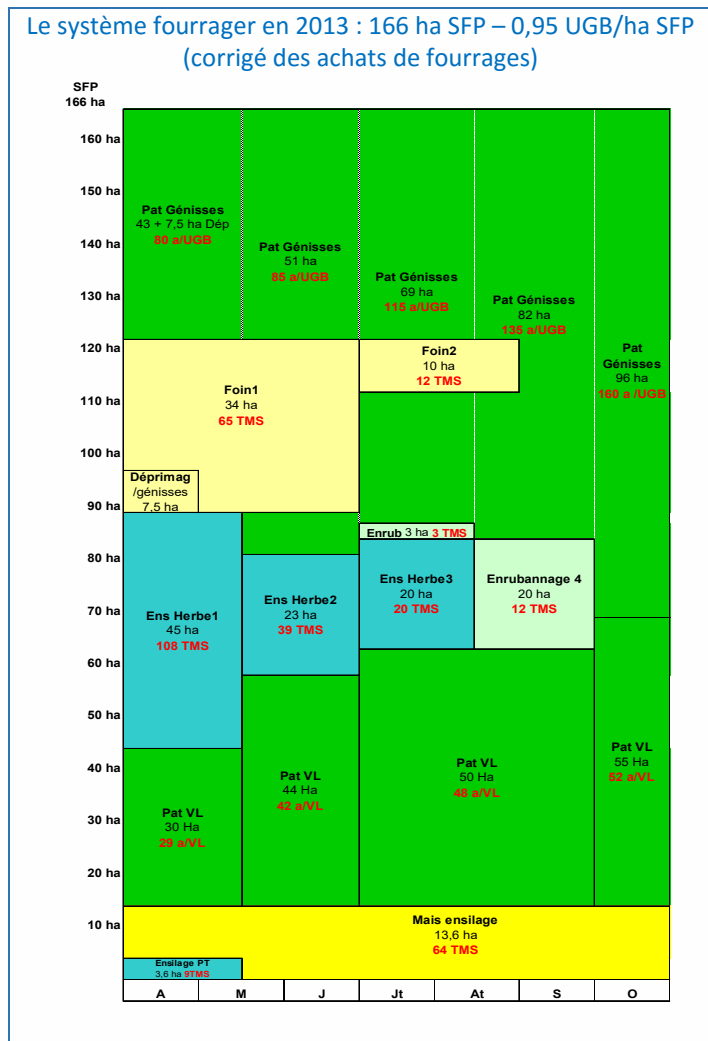 Le système fourrager en 2013 : 166 ha SFP – 0,95 UGB/ha SFP
(corrigé des achats de fourrages)
SFP
166 ha
160 ha
150 ha
140 ha
130 ha
120 ha
110 ha
100 ha
90 ha
80 ha
70 ha
60 ha
50 ha
40 ha
30 ha
20 ha
10 ha
Pat Génisses
43 + 7,5 ha Dép
80 a/UGB
Pat Génisses
51 ha
85 a/UGB
Pat Génisses
69 ha
115 a/UGB
Pat Génisses
82 ha
135 a/UGB
Pat
Génisses
96 ha
160 a /UGB
Foin1
34 ha
65 TMS
Foin2
10 ha
12 TMS
Déprimag
/génisses
7,5 ha
Enrub 3 ha 3 TMS
Ens Herbe1
45 ha
108 TMS
Ens Herbe2
23 ha
39 TMS
Ens Herbe3
20 ha
20 TMS
Enrubannage 4
20 ha
12 TMS
Pat VL
30 Ha
29 a/VL
Pat VL
44 Ha
42 a/VL
Pat VL
50 Ha
48 a/VL
Pat VL
55 Ha
52 a/VL
Mais ensilage
13,6 ha
64 TMS
Ensilage PT
3,6 ha 9TMS
A M J Jt At S O